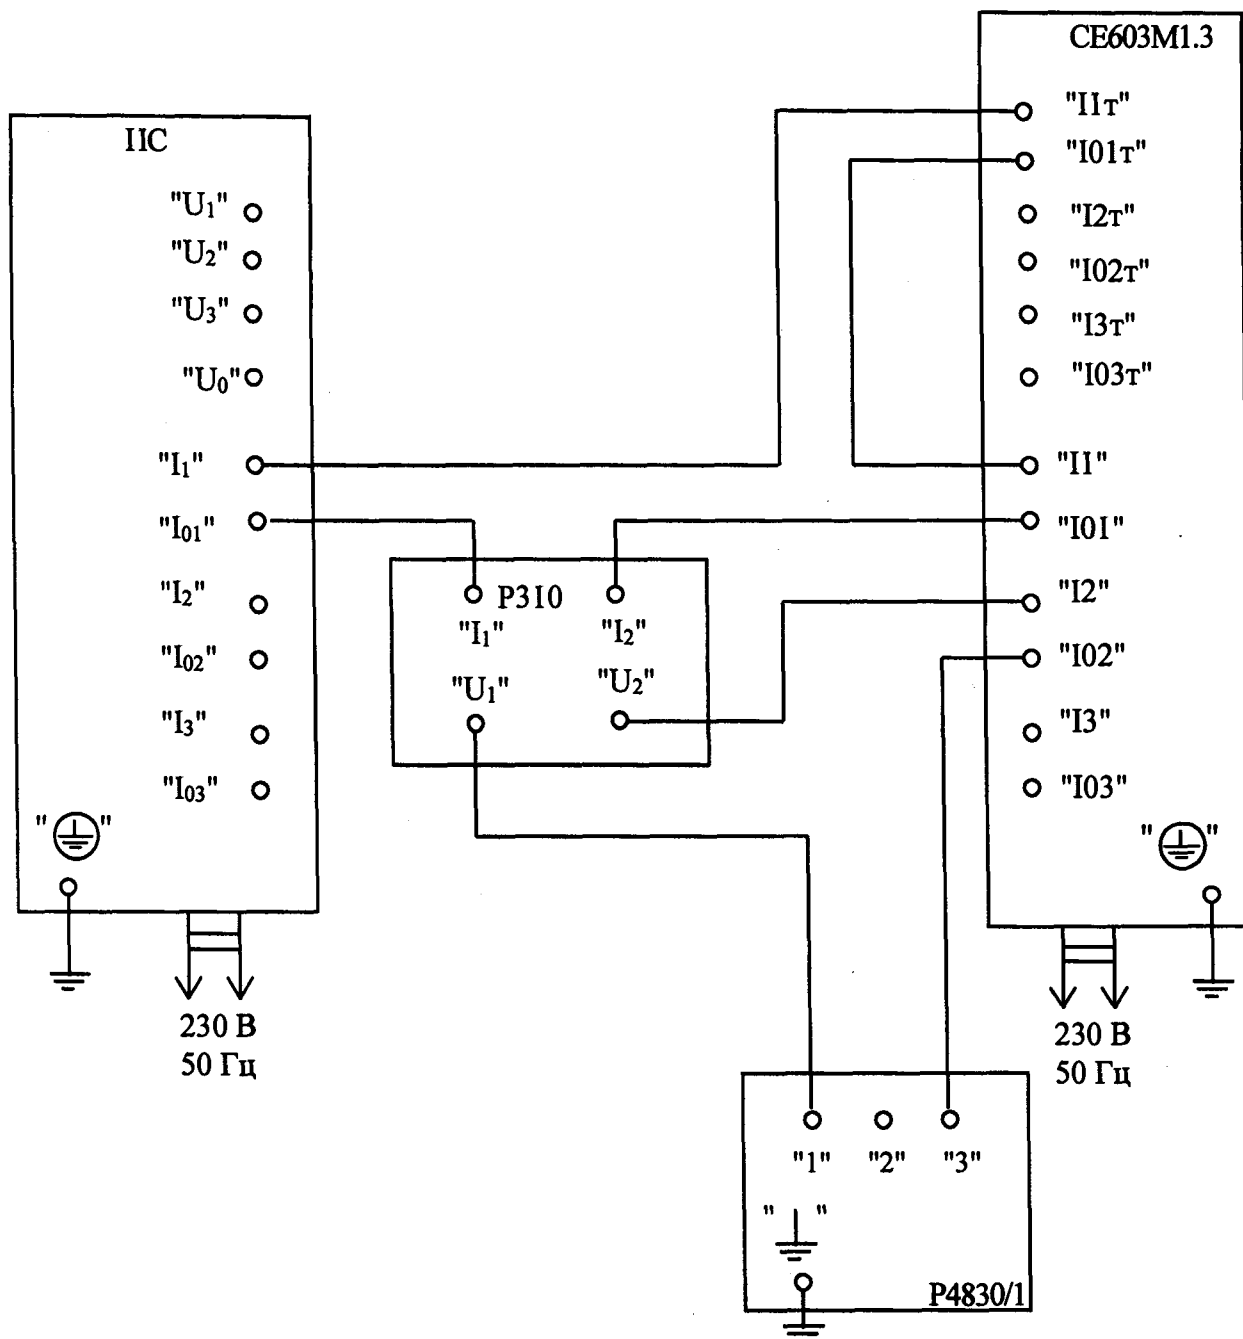 ПС
"U₁"
"U₂"
"U₃"
"U₀"
"I₁"
"I₀₁"
"I₂"
"I₀₂"
"I₃"
"I₀₃"
" "
230 В
50 Гц
P310
"I₁" "I₂"
"U₁" "U₂"
CE603M1.3
"I1т"
"I01т"
"I2т"
"I02т"
"I3т"
"I03т"
"I1"
"I01"
"I2"
"I02"
"I3"
"I03"
" "
230 В
50 Гц
"1" "2" "3"
" "
P4830/1